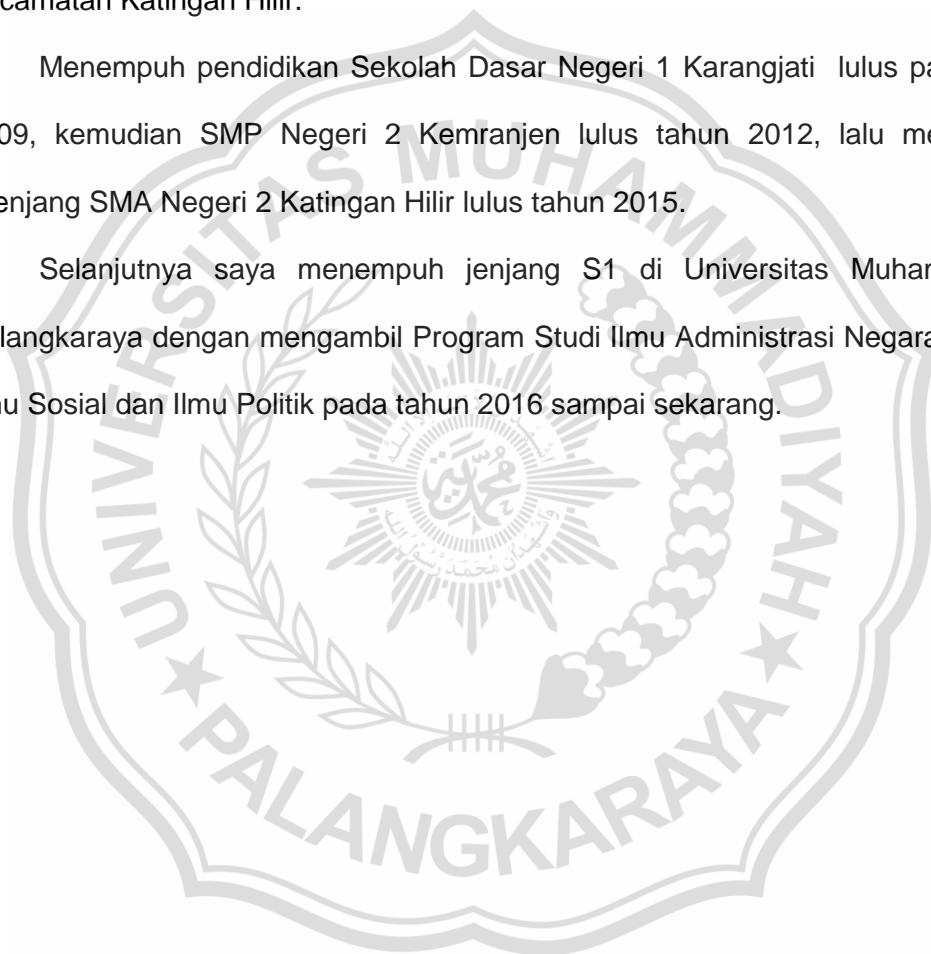 camatan Katingan Hilir.
Menempuh pendidikan Sekolah Dasar Negeri 1 Karangjati lulus pa
09, kemudian SMP Negeri 2 Kemranjen lulus tahun 2012, lalu me
enjang SMA Negeri 2 Katingan Hilir lulus tahun 2015.
Selanjutnya saya menempuh jenjang S1 di Universitas Muhar
langkaraya dengan mengambil Program Studi Ilmu Administrasi Negara
u Sosial dan Ilmu Politik pada tahun 2016 sampai sekarang.
UNIVERSITAS MUHAMMADIYAH
PALANGKARAYA
محمد